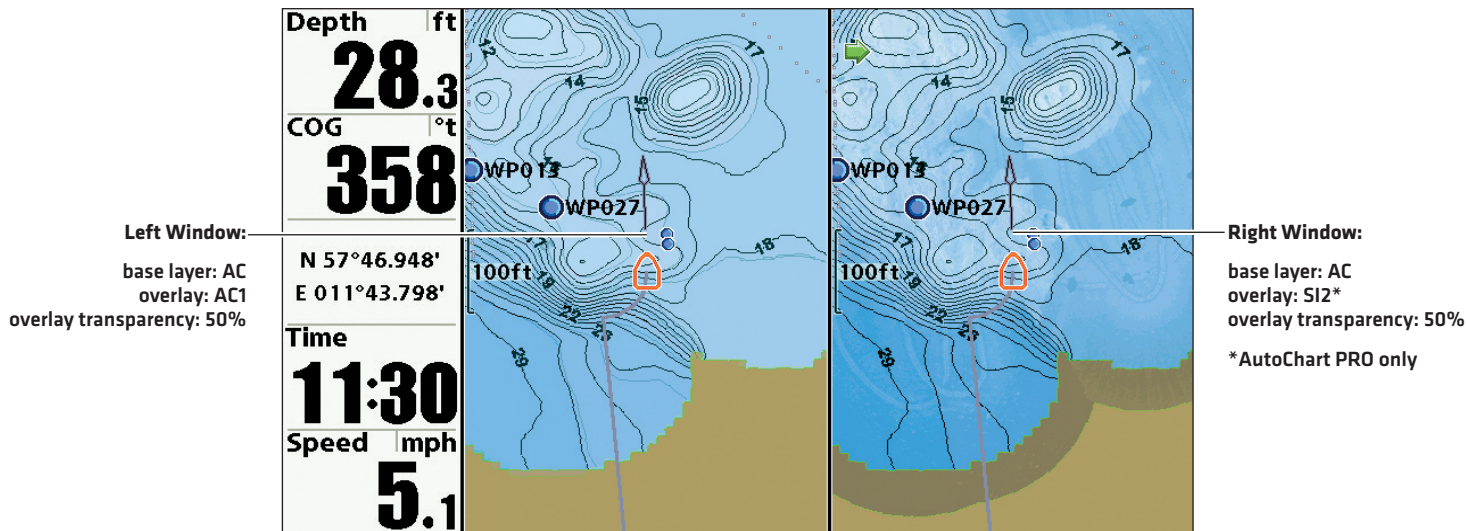 Left Window:
base layer: AC
overlay: AC1
overlay transparency: 50%
Depth ft
28.3
COG °t
358
N 57°46.948'
E 011°43.798'
Time
11:30
Speed mph
5.1
12
14
17
15
WP013
WP027
17
18
100ft
19
22
29
17
14
15
WP013
WP027
17
18
100ft
19
22
29
Right Window:
base layer: AC
overlay: SI2*
overlay transparency: 50%
*AutoChart PRO only